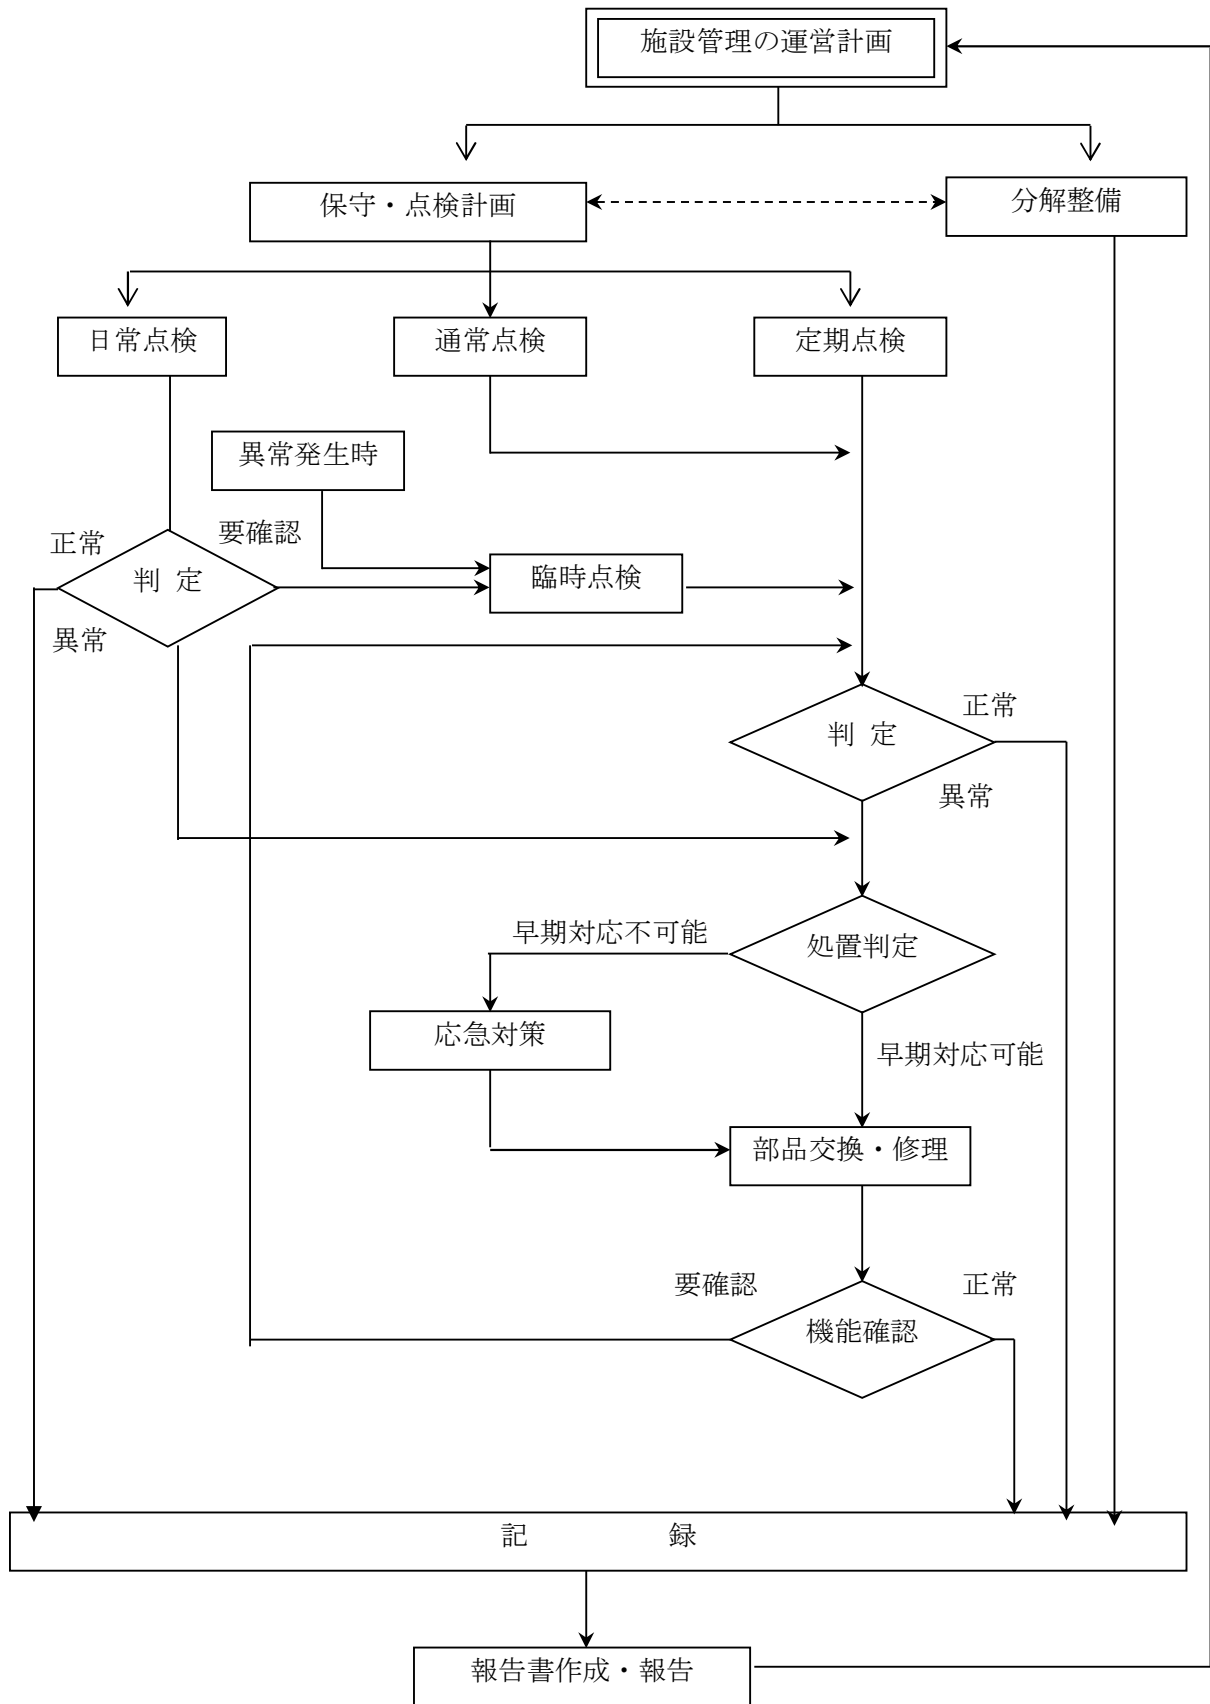 施設管理の運営計画
保守・点検計画
分解整備
日常点検
通常点検
定期点検
異常発生時
正常
要確認
判 定
臨時点検
異常
正常
判 定
異常
早期対応不可能
処置判定
応急対策
早期対応可能
部品交換・修理
要確認
正常
機能確認
記 録
報告書作成・報告